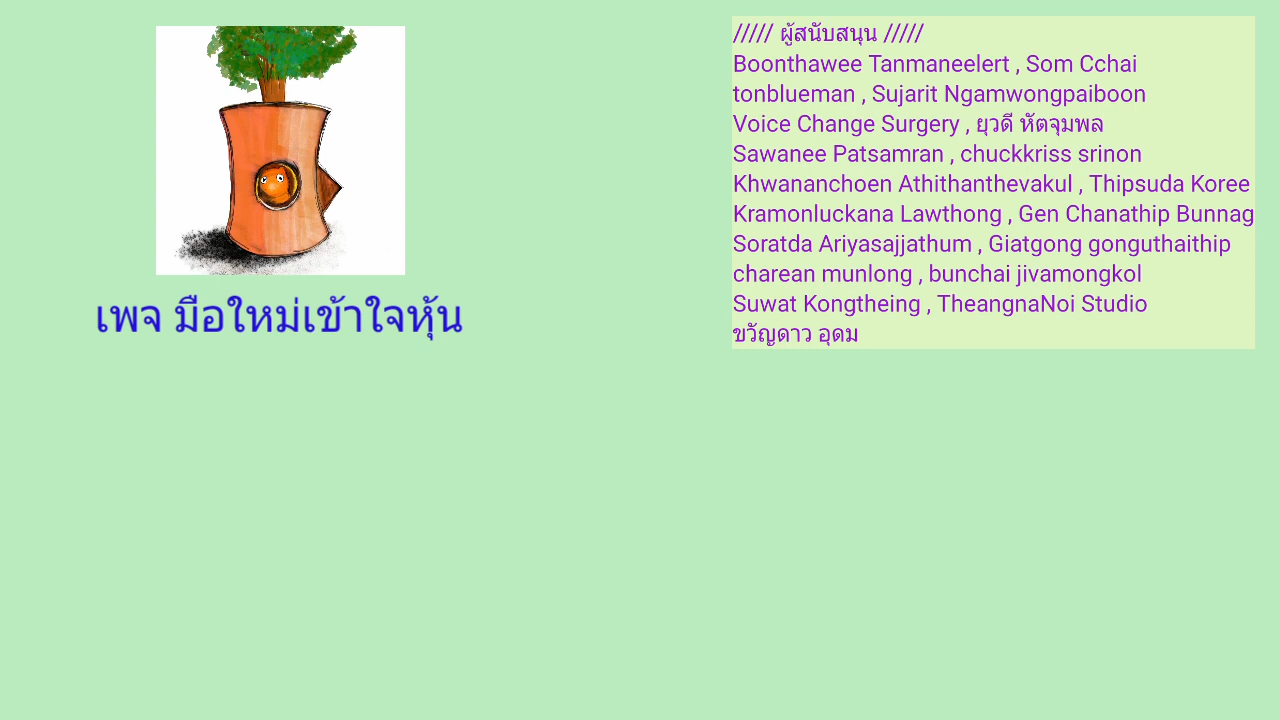 เพจ มือใหม่เข้าใจหุ้น
///// ผู้สนับสนุน /////
Boonthawee Tanmaneelert , Som Cchai
tonblueman , Sujarit Ngamwongpaiboon
Voice Change Surgery , ยุวดี หัตจุมพล
Sawanee Patsamran , chuckkriss srinon
Khwananchoen Athithanthevakul , Thipsuda Koree
Kramonluckana Lawthong , Gen Chanathip Bunnag
Soratda Ariyasajjathum , Giatgong gonguthaithip
charean munlong , bunchai jivamongkol
Suwat Kongtheing , TheangnaNoi Studio
ขวัญดาว อุดม